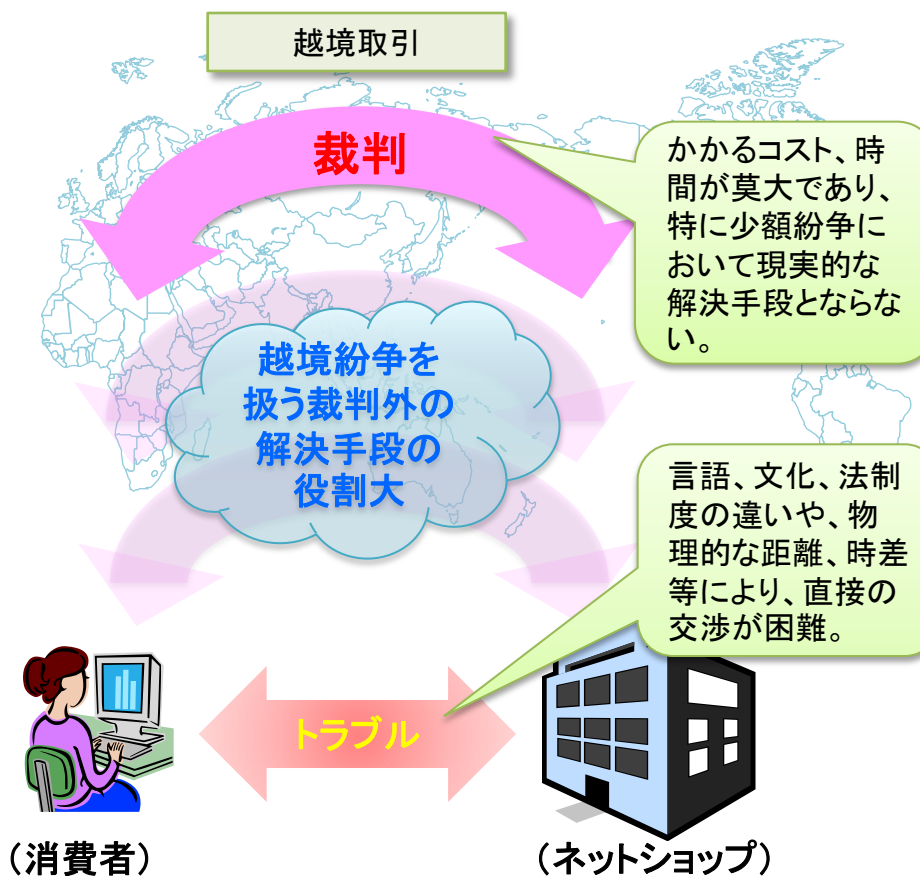 越境取引
裁判
かかるコスト、時
間が莫大であり、
特に少額紛争に
おいて現実的な
解決手段とならな
い。
越境紛争を
扱う裁判外の
解決手段の
役割大
言語、文化、法制
度の違いや、物
理的な距離、時差
等により、直接の
交渉が困難。
トラブル
（消費者）
（ネットショップ）